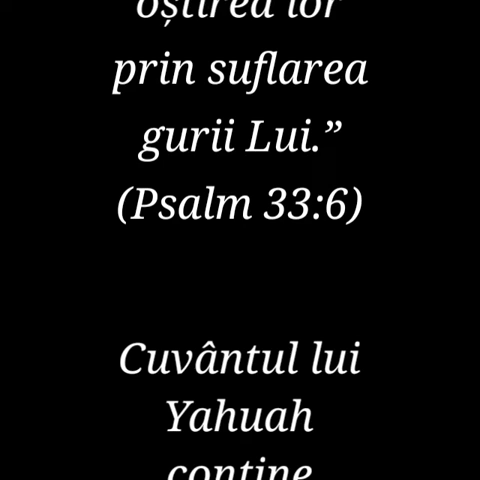 oștirea lor
prin suflarea
gurii Lui.”
(Psalm 33:6)
Cuvântul lui
Yahuah
conține